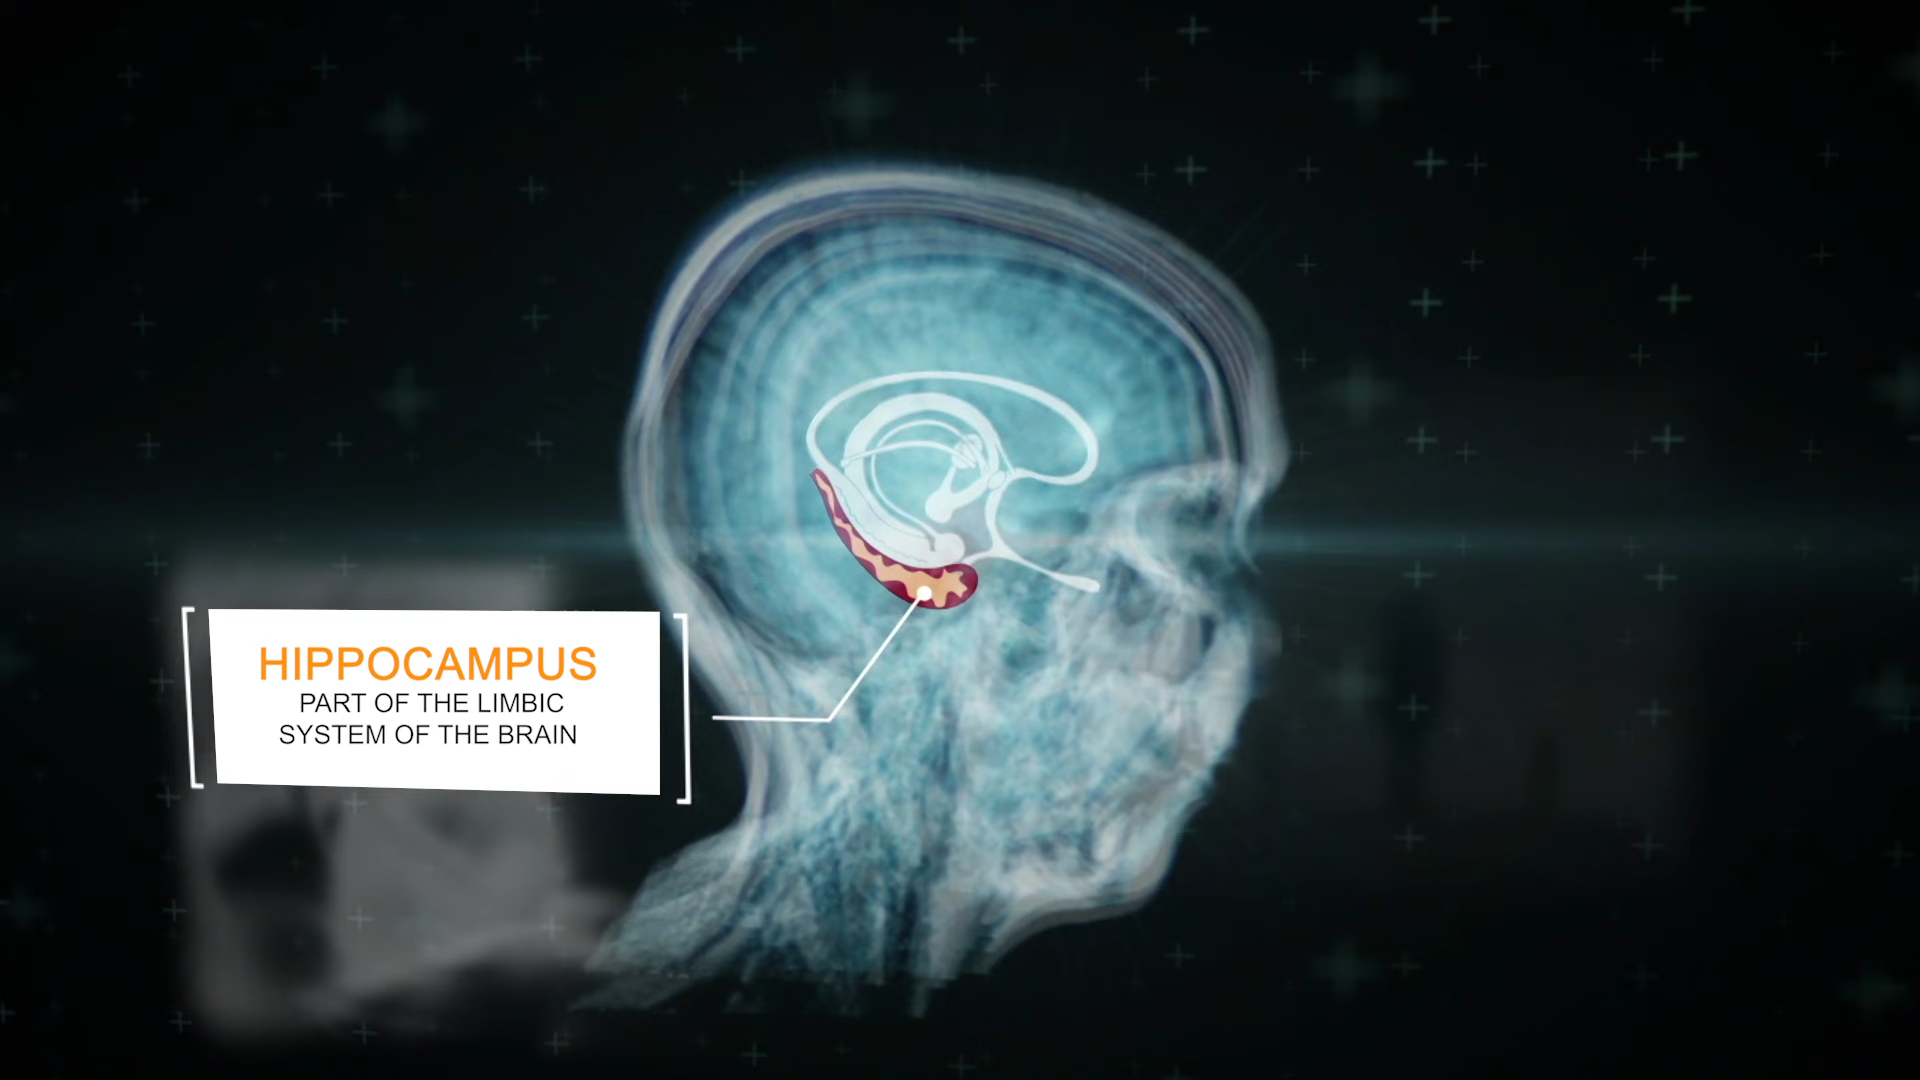 HIPPOCAMPUS
PART OF THE LIMBIC
SYSTEM OF THE BRAIN